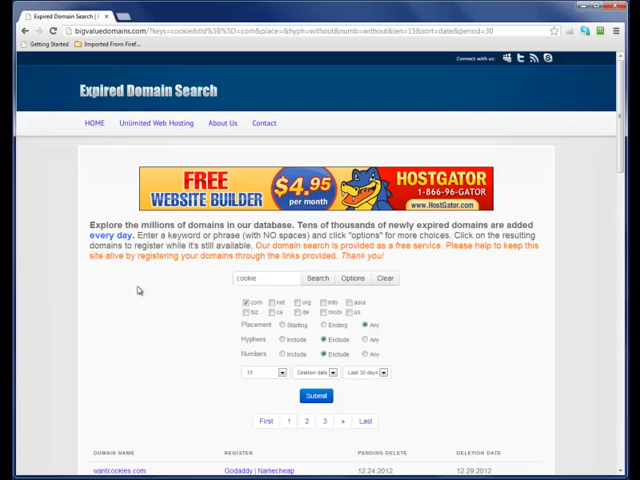 Expired Domain Search | F
bigvaluedomains.com/?keys=cookie&tld%5B%5D=com&place=&hyph=without&numb=without&len=15&sort=date&period=30
Getting Started
Imported From Firef...
Connect with us:
Expired Domain Search
HOME
Unlimited Web Hosting
About Us
Contact
FREE
WEBSITE BUILDER
$4.95
per month
HOSTGATOR
1-866-96-GATOR
www.HostGator.com
Explore the millions of domains in our database. Tens of thousands of newly expired domains are added
every day. Enter a keyword or phrase (with NO spaces) and click "options" for more choices. Click on the resulting
domains to register while it's still available. Our domain search is provided as a free service. Please help to keep this
site alive by registering your domains through the links provided. Thank you!
cookie Search Options Clear
com net org info asia
biz ca de mobi us
Placement Starting Ending Any
Hyphens Include Exclude Any
Numbers Include Exclude Any
15 Deletion date Last 30 days
Submit
First 1 2 3 » Last
DOMAIN NAME REGISTER PENDING DELETE DELETION DATE
wantcookies.com Godaddy | Namecheap 12.24.2012 12.29.2012